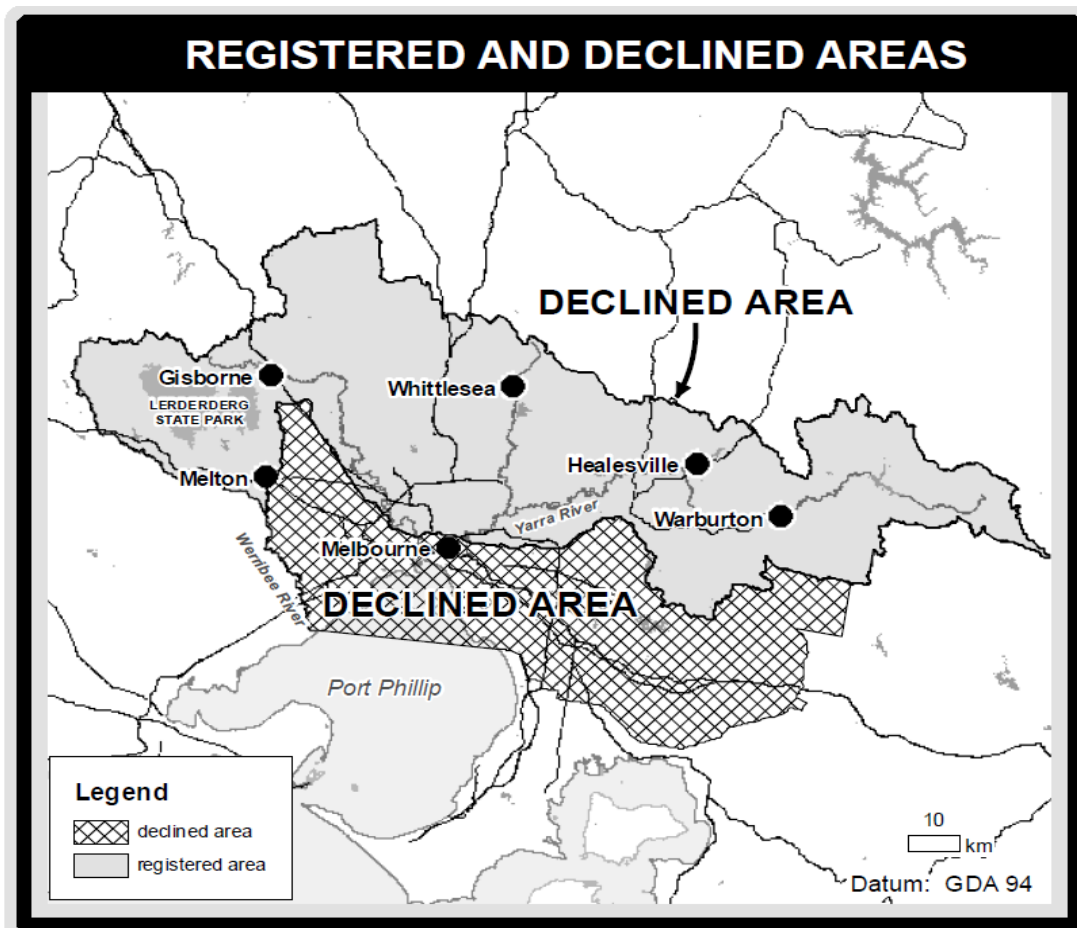 REGISTERED AND DECLINED AREAS
DECLINED AREA
Gisborne
Whittlesea
LERDERDERG
STATE PARK
Healesville
Melton
Yarra River
Warburton
Melbourne
Werribee River
DECLINED AREA
Port Phillip
Legend
declined area
registered area
10
km
Datum: GDA 94